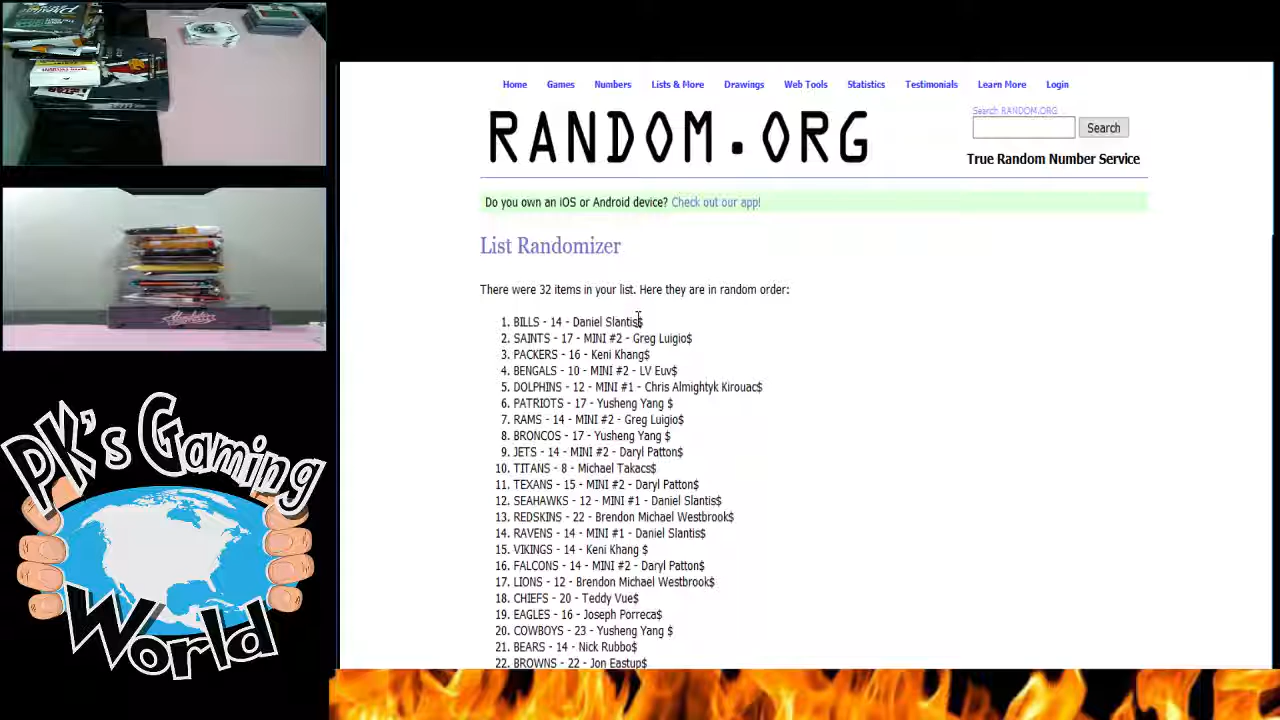 Home Games Numbers Lists & More Drawings Web Tools Statistics Testimonials Learn More Login
RANDOM.ORG
Search RANDOM.ORG
Search
True Random Number Service
Do you own an iOS or Android device? Check out our app!
List Randomizer
There were 32 items in your list. Here they are in random order:
1. BILLS - 14 - Daniel Slantis$
2. SAINTS - 17 - MINI #2 - Greg Luigio$
3. PACKERS - 16 - Keni Khang$
4. BENGALS - 10 - MINI #2 - LV Euv$
5. DOLPHINS - 12 - MINI #1 - Chris Almightyk Kirouac$
6. PATRIOTS - 17 - Yusheng Yang $
7. RAMS - 14 - MINI #2 - Greg Luigio$
8. BRONCOS - 17 - Yusheng Yang $
9. JETS - 14 - MINI #2 - Daryl Patton$
10. TITANS - 8 - Michael Takacs$
11. TEXANS - 15 - MINI #2 - Daryl Patton$
12. SEAHAWKS - 12 - MINI #1 - Daniel Slantis$
13. REDSKINS - 22 - Brendon Michael Westbrook$
14. RAVENS - 14 - MINI #1 - Daniel Slantis$
15. VIKINGS - 14 - Keni Khang $
16. FALCONS - 14 - MINI #2 - Daryl Patton$
17. LIONS - 12 - Brendon Michael Westbrook$
18. CHIEFS - 20 - Teddy Vue$
19. EAGLES - 16 - Joseph Porreca$
20. COWBOYS - 23 - Yusheng Yang $
21. BEARS - 14 - Nick Rubbo$
22. BROWNS - 22 - Jon Eastup$
PK's Gaming
World